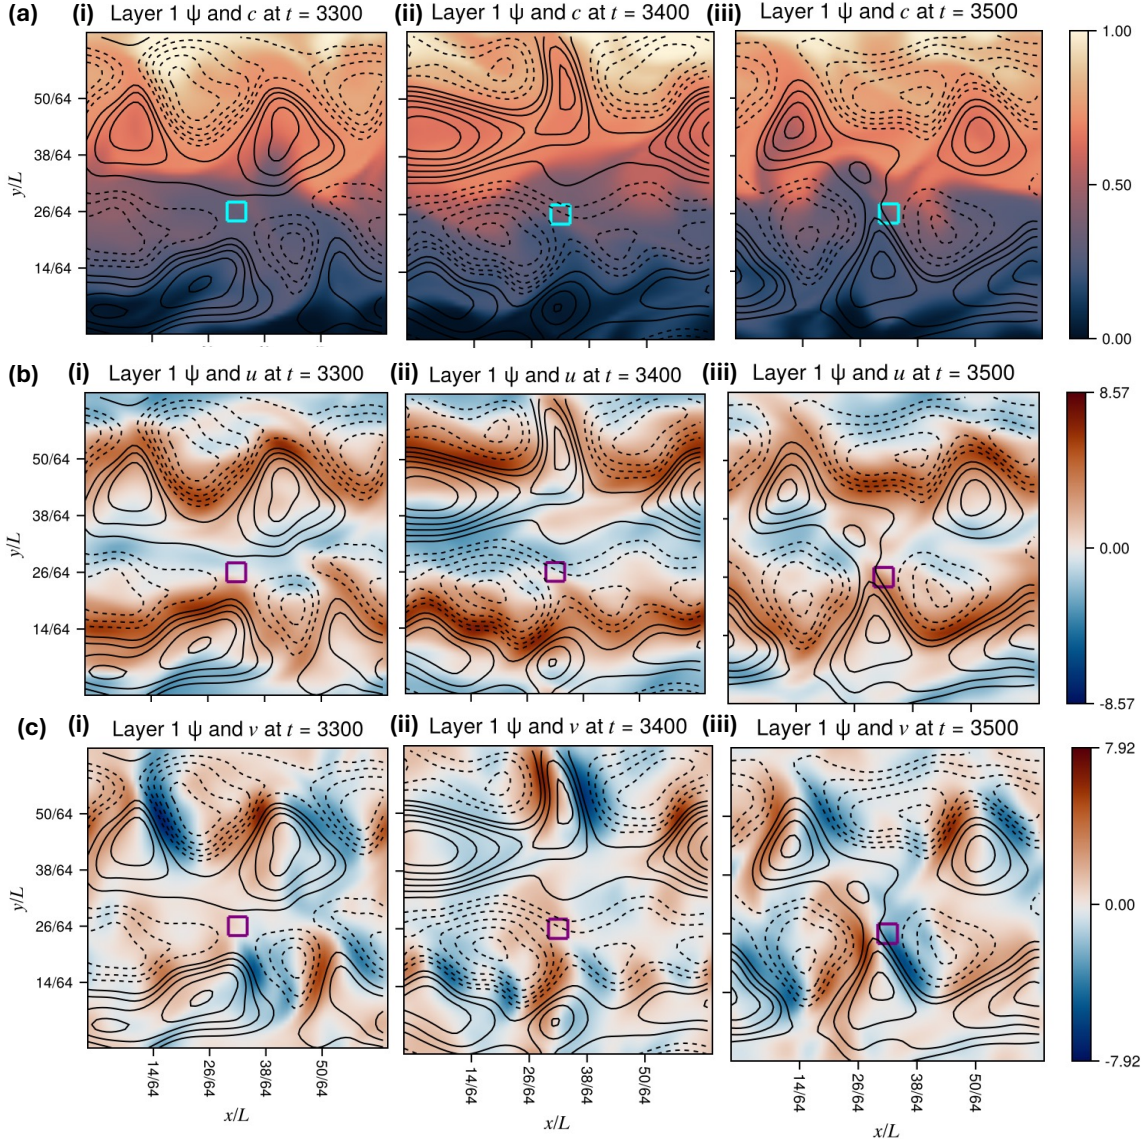 (a) (i) Layer 1 ψ and c at t = 3300 (ii) Layer 1 ψ and c at t = 3400 (iii) Layer 1 ψ and c at t = 3500
1.00
50/64
38/64
0.50
y/L
26/64
14/64
0.00
(b) (i) Layer 1 ψ and u at t = 3300 (ii) Layer 1 ψ and u at t = 3400 (iii) Layer 1 ψ and u at t = 3500
8.57
50/64
38/64
0.00
y/L
26/64
14/64
-8.57
(c) (i) Layer 1 ψ and v at t = 3300 (ii) Layer 1 ψ and v at t = 3400 (iii) Layer 1 ψ and v at t = 3500
7.92
50/64
38/64
0.00
y/L
26/64
14/64
-7.92
14/64 26/64 38/64 50/64 14/64 26/64 38/64 50/64 14/64 26/64 38/64 50/64
x/L x/L x/L